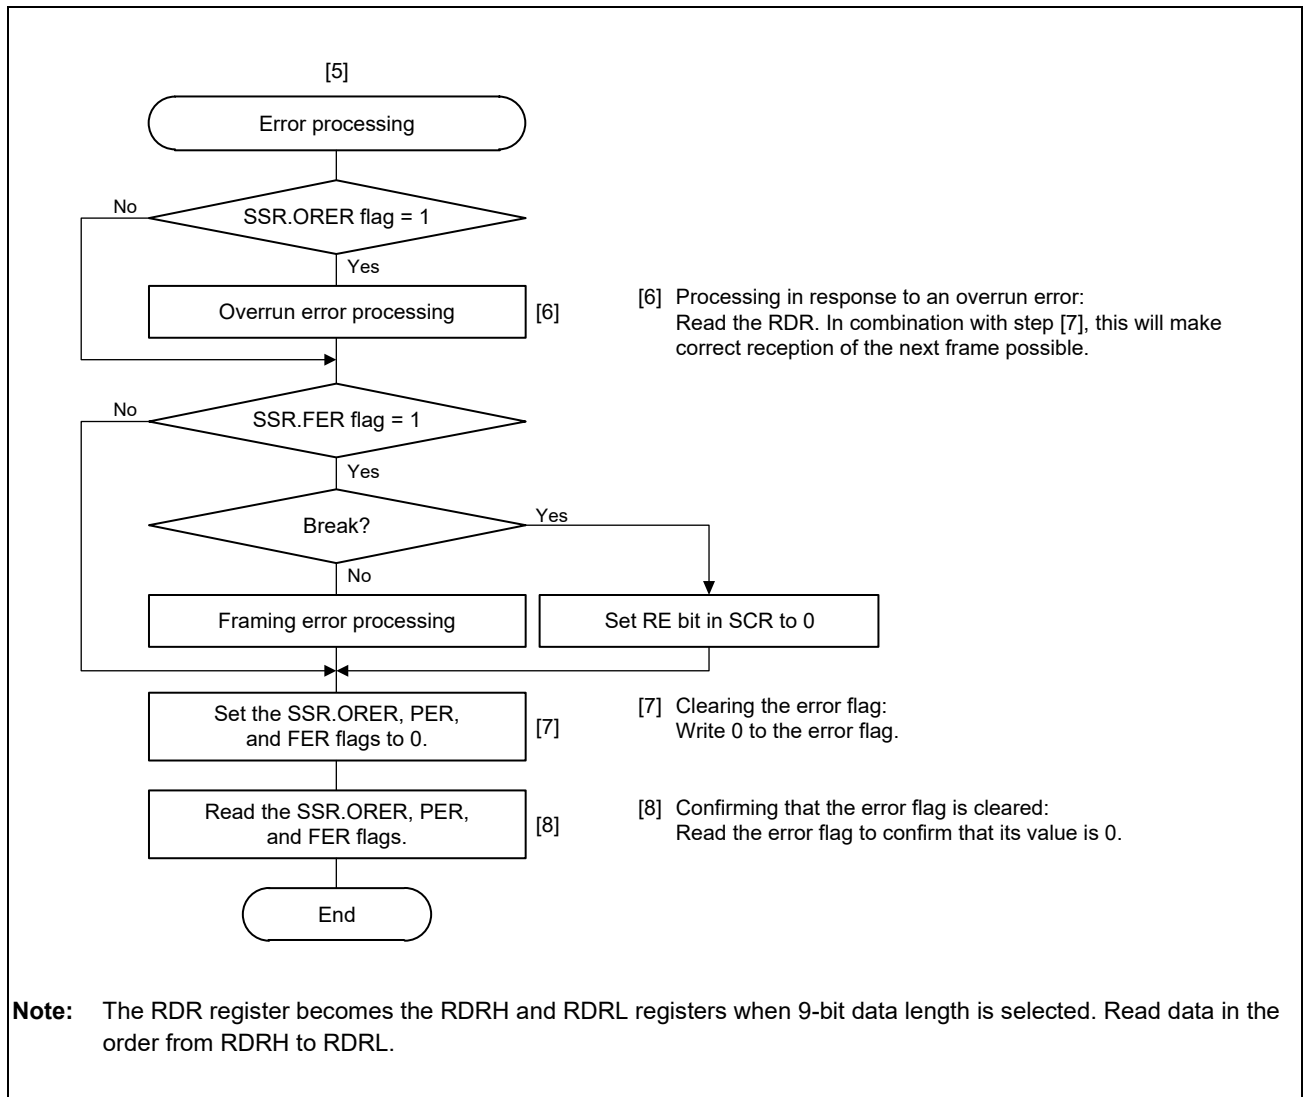 [5]
Error processing
No
SSR.ORER flag = 1
Yes
Overrun error processing
[6]
[6] Processing in response to an overrun error:
Read the RDR. In combination with step [7], this will make
correct reception of the next frame possible.
No
SSR.FER flag = 1
Yes
Break?
Yes
No
Framing error processing
Set RE bit in SCR to 0
Set the SSR.ORER, PER,
and FER flags to 0.
[7]
[7] Clearing the error flag:
Write 0 to the error flag.
Read the SSR.ORER, PER,
and FER flags.
[8]
[8] Confirming that the error flag is cleared:
Read the error flag to confirm that its value is 0.
End
Note: The RDR register becomes the RDRH and RDRL registers when 9-bit data length is selected. Read data in the
order from RDRH to RDRL.